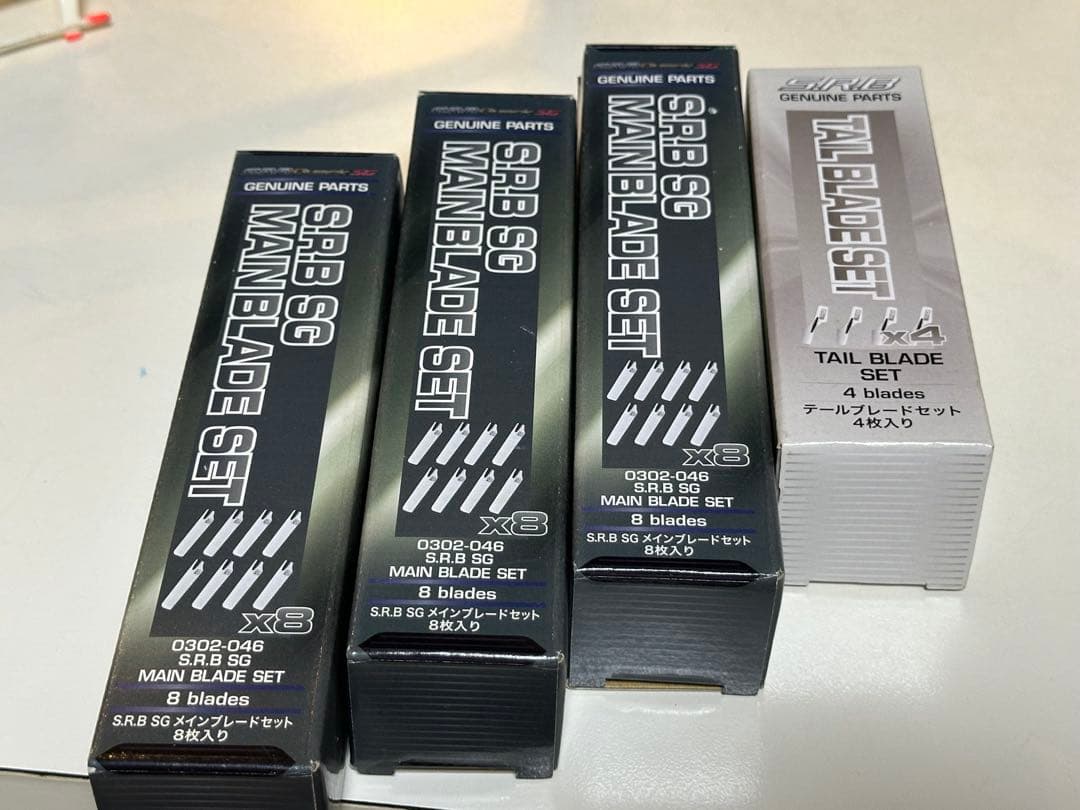 GENUINE PARTS
S.R.B SG
MAIN BLADE SET
x8
0302-046
S.R.B SG
MAIN BLADE SET
8 blades
S.R.B SG メインブレードセット
8枚入り
GENUINE PARTS
S.R.B SG
MAIN BLADE SET
x8
0302-046
S.R.B SG
MAIN BLADE SET
8 blades
S.R.B SG メインブレードセット
8枚入り
GENUINE PARTS
S.R.B SG
MAIN BLADE SET
x8
0302-046
S.R.B SG
MAIN BLADE SET
8 blades
S.R.B SG メインブレードセット
8枚入り
S.R.B
GENUINE PARTS
TAIL BLADE SET
x4
TAIL BLADE
SET
4 blades
テールブレードセット
4枚入り